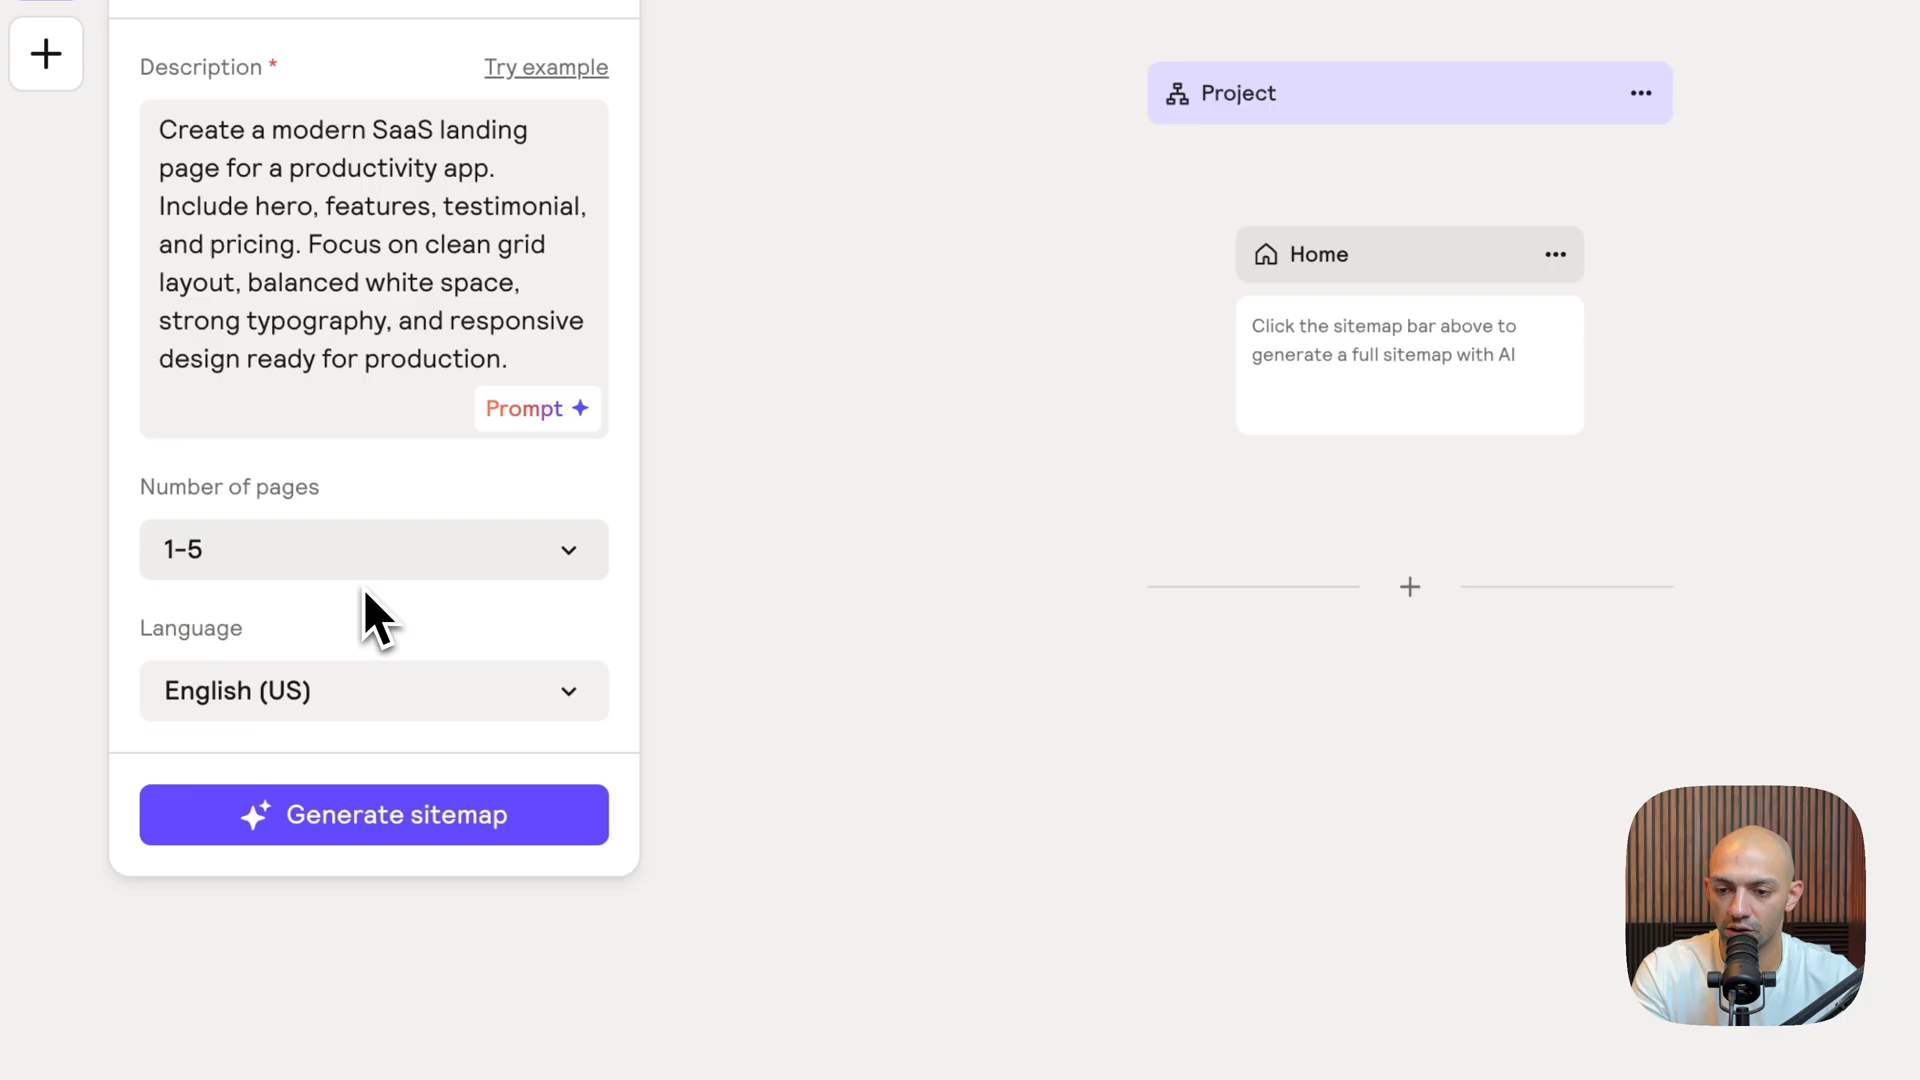 Description *
Try example
Create a modern SaaS landing
page for a productivity app.
Include hero, features, testimonial,
and pricing. Focus on clean grid
layout, balanced white space,
strong typography, and responsive
design ready for production.
Prompt
Number of pages
1-5
Language
English (US)
Generate sitemap
Project
Home
Click the sitemap bar above to
generate a full sitemap with AI